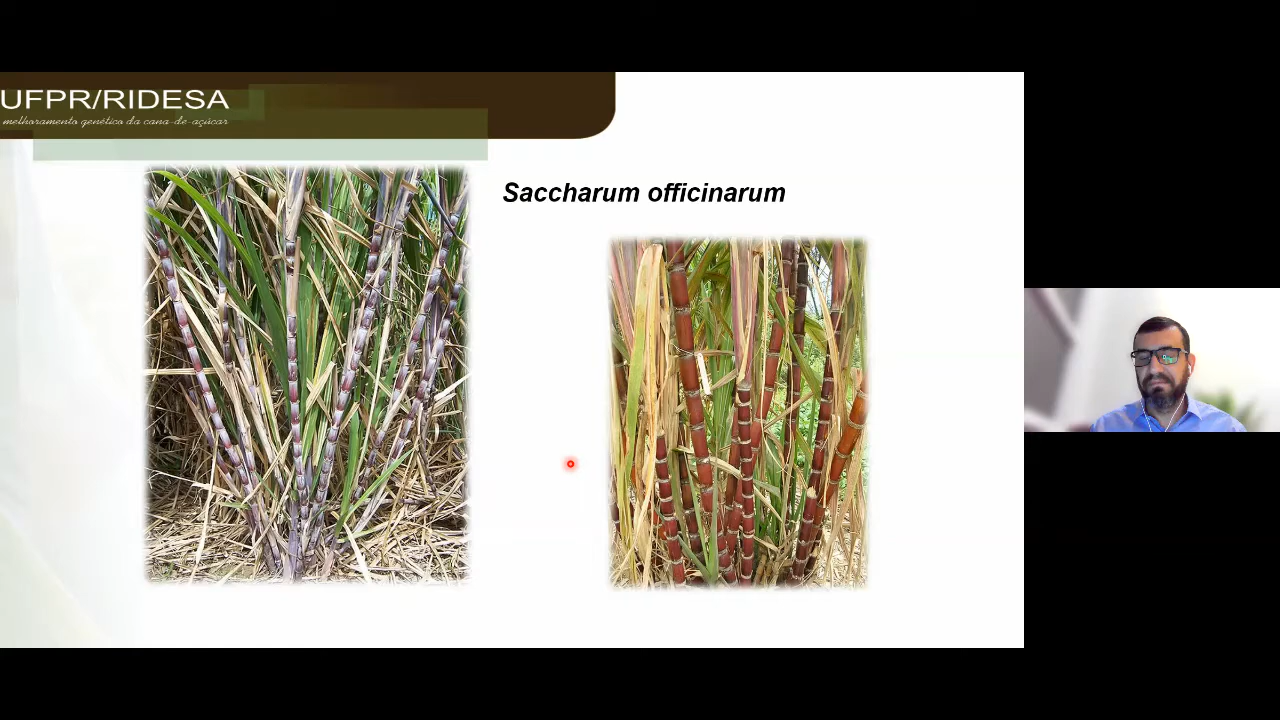 UFPR/RIDESA
melhoramento genético da cana-de-açúcar
Saccharum officinarum